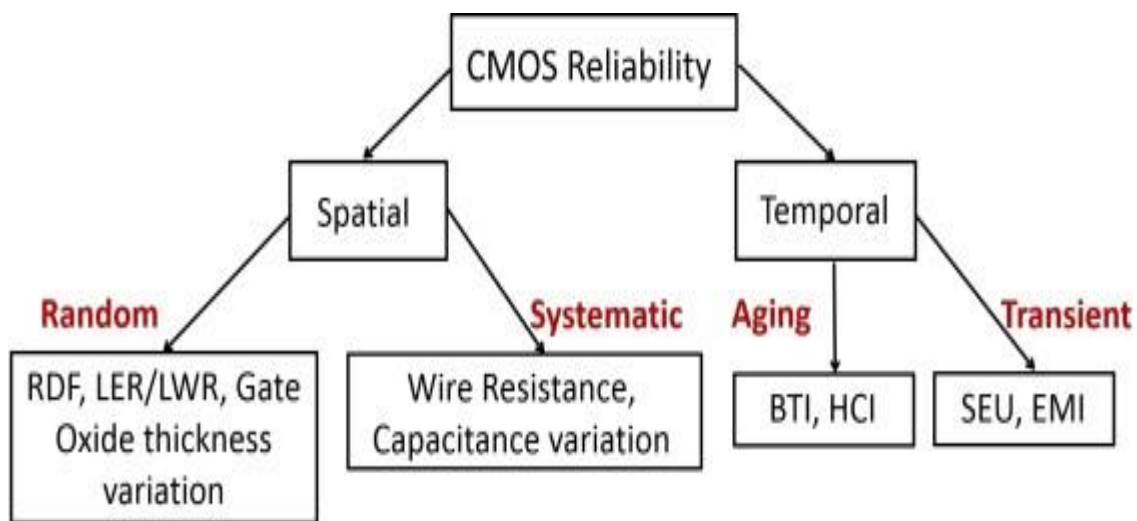 CMOS Reliability
Spatial
Temporal
Random
Systematic
Aging
Transient
RDF, LER/LWR, Gate
Oxide thickness
variation
Wire Resistance,
Capacitance variation
BTI, HCI
SEU, EMI